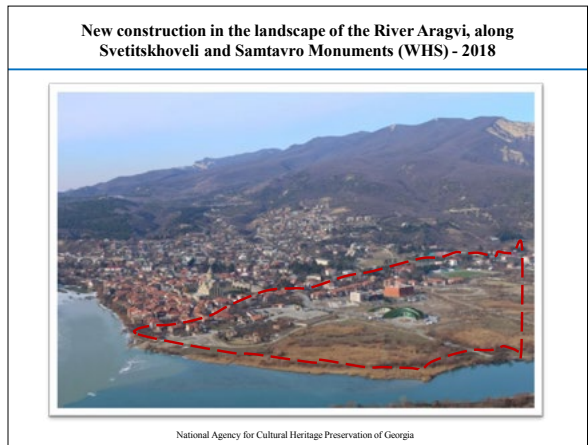 New construction in the landscape of the River Aragvi, along
Svetitskhoveli and Samtavro Monuments (WHS) - 2018
National Agency for Cultural Heritage Preservation of Georgia